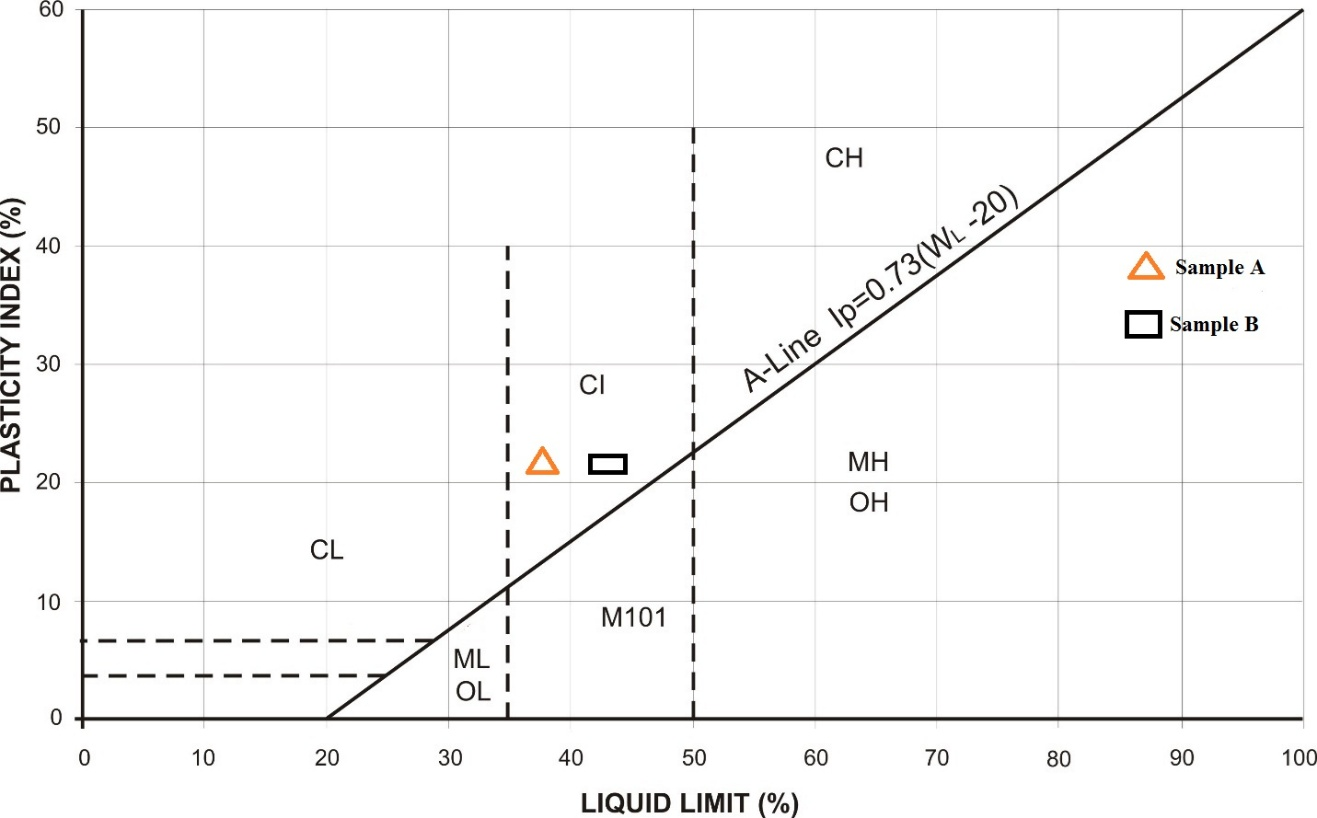 60
50
40
30
20
10
0
PLASTICITY INDEX (%)
CH
A-Line Ip=0.73(WL -20)
Sample A
Sample B
CI
CL
MH
OH
M101
ML
OL
0 10 20 30 40 50 60 70 80 90 100
LIQUID LIMIT (%)